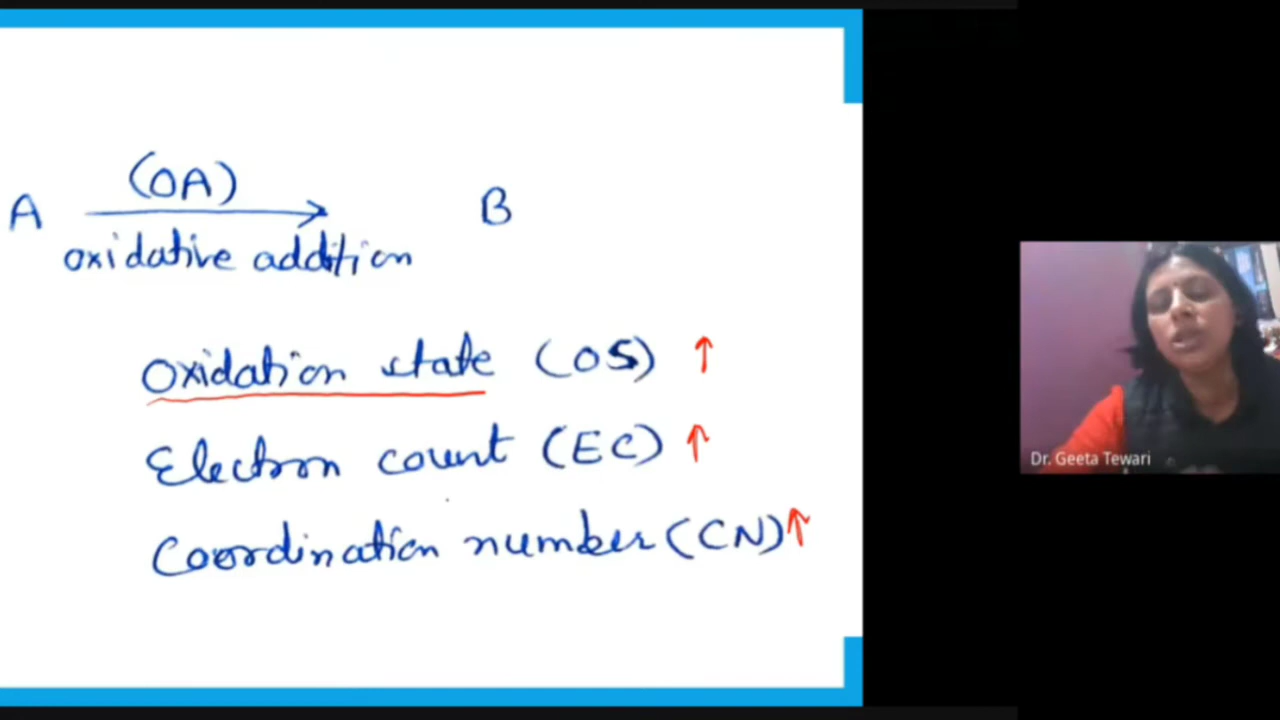 (OA)
A → B
oxidative addition
Oxidation state (OS) ↑
Electron count (EC) ↑
Coordination number (CN) ↑
Dr. Geeta Tewari